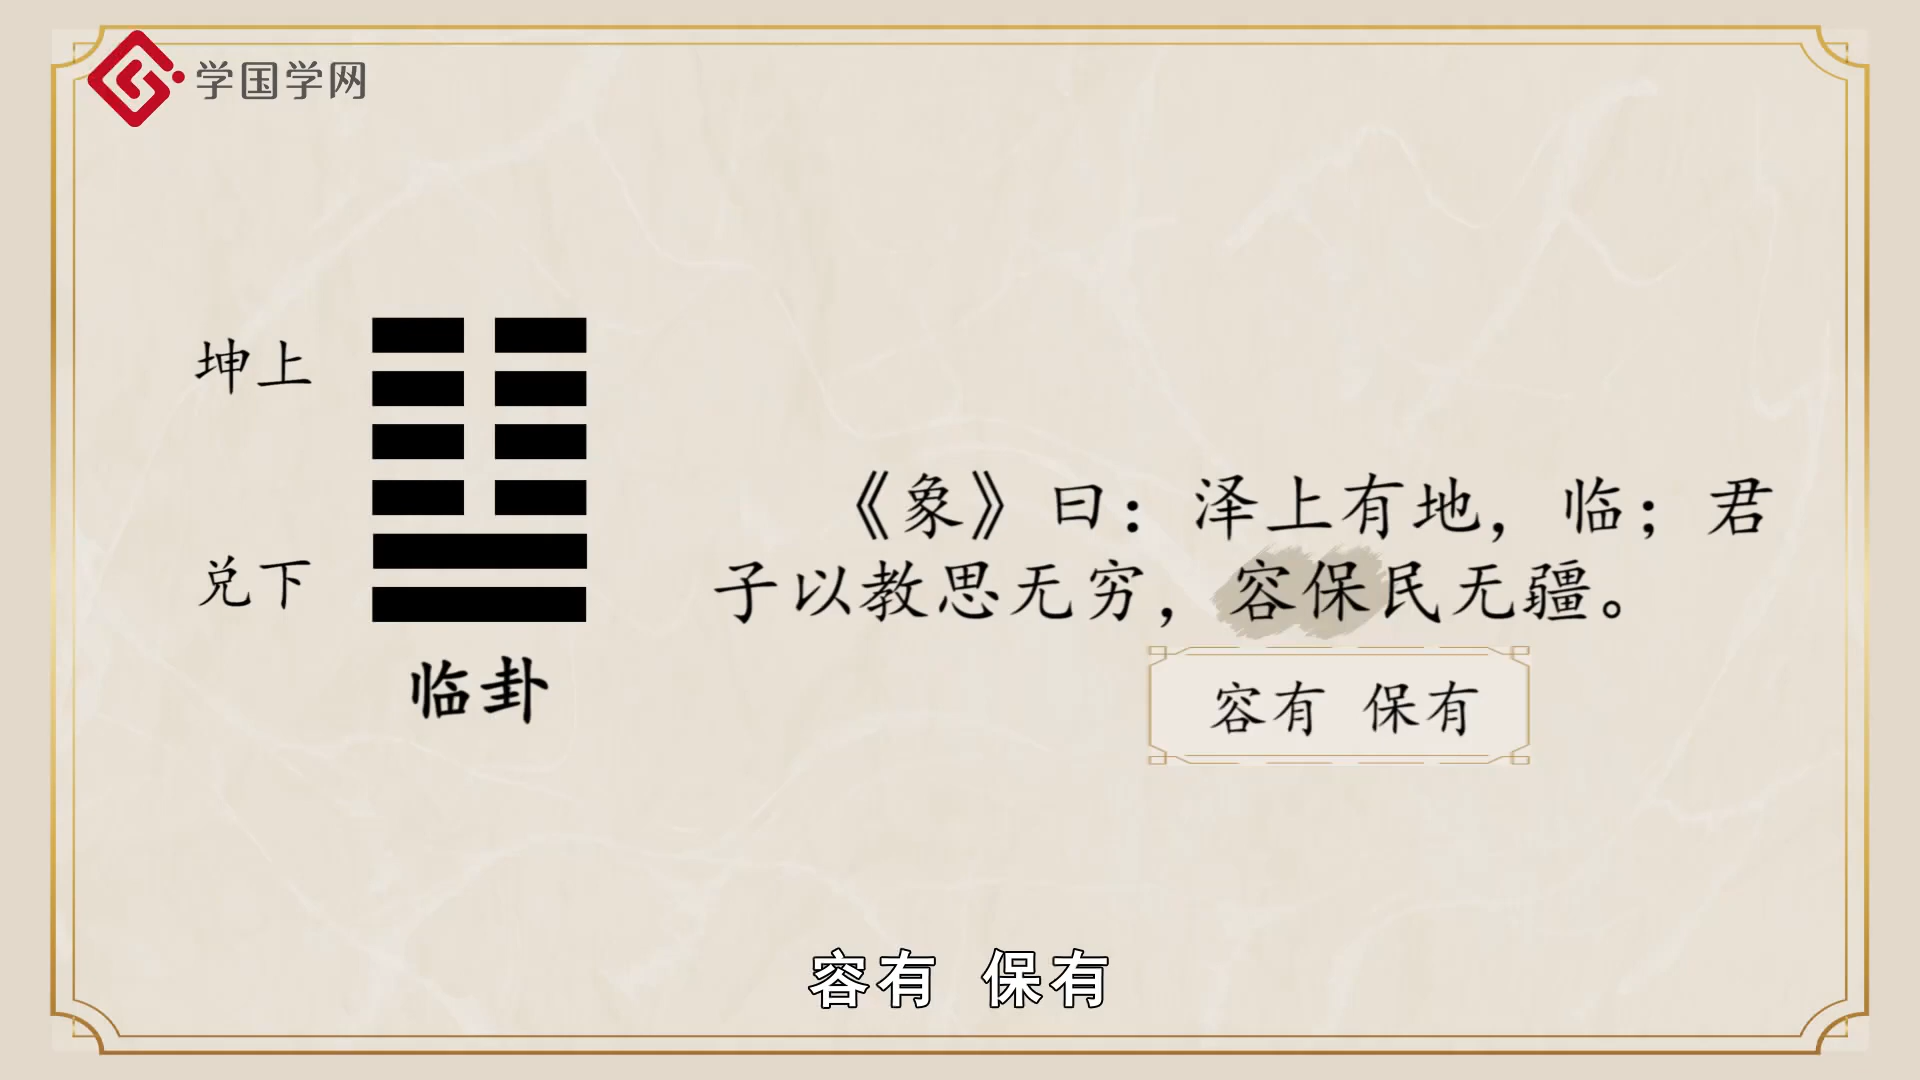 学国学网
坤上
兑下
临卦
《象》曰：泽上有地，临；君
子以教思无穷，容保民无疆。
容有 保有
容有 保有